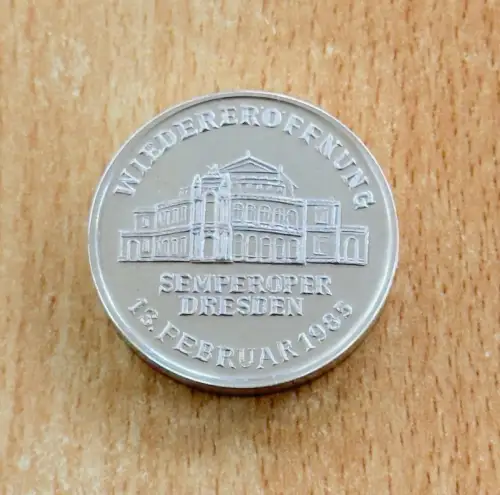 WIEDERERÖFFNUNG
SEMPEROPER
DRESDEN
13. FEBRUAR 1985